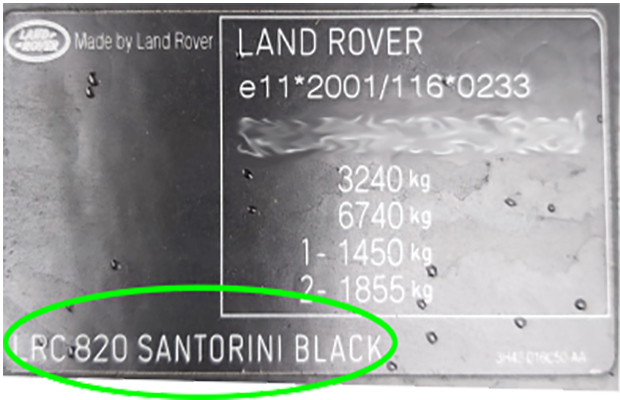 LAND ROVER
Made by Land Rover
LAND ROVER
e11*2001/116*0233
3240 kg
6740 kg
1 - 1450 kg
2 - 1855 kg
LRC 820 SANTORINI BLACK